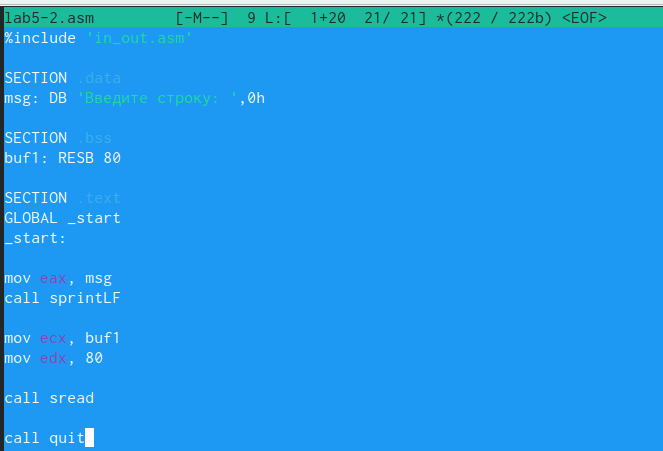 lab5-2.asm [-M--] 9 L:[ 1+20 21/ 21] *(222 / 222b) <EOF>
%include 'in_out.asm'
SECTION .data
msg: DB 'Введите строку: ',0h
SECTION .bss
buf1: RESB 80
SECTION .text
GLOBAL _start
_start:
mov eax, msg
call sprintLF
mov ecx, buf1
mov edx, 80
call sread
call quit